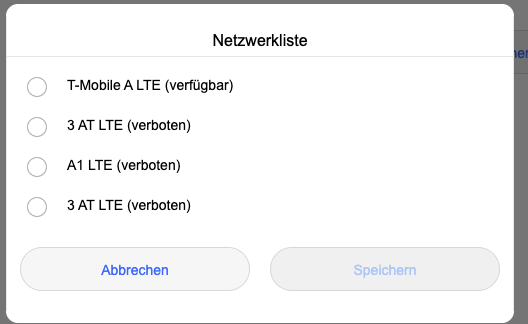 Netzwerkliste
T-Mobile A LTE (verfügbar)
3 AT LTE (verboten)
A1 LTE (verboten)
3 AT LTE (verboten)
Abbrechen
Speichern